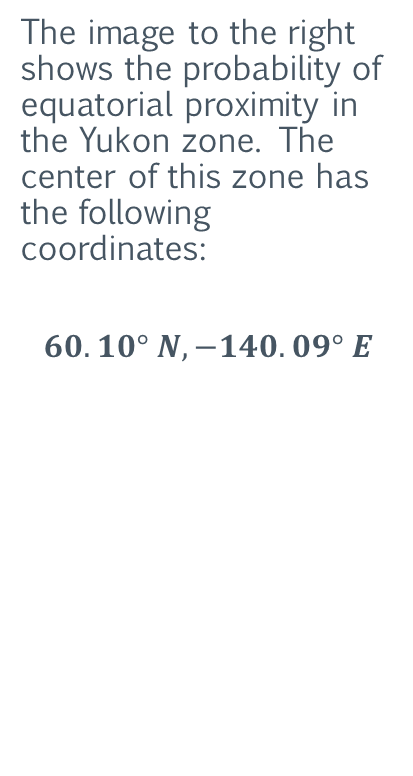 The image to the right
shows the probability of
equatorial proximity in
the Yukon zone.  The
center of this zone has
the following
coordinates:
60.10° N, −140.09° E